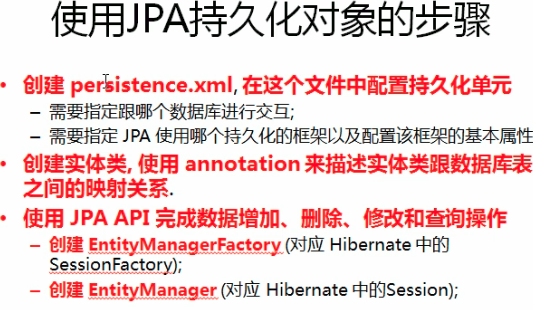 使用JPA持久化对象的步骤
• 创建 persistence.xml, 在这个文件中配置持久化单元
– 需要指定跟哪个数据库进行交互;
– 需要指定 JPA 使用哪个持久化的框架以及配置该框架的基本属性
• 创建实体类, 使用 annotation 来描述实体类跟数据库表
之间的映射关系.
• 使用 JPA API 完成数据增加、删除、修改和查询操作
– 创建 EntityManagerFactory (对应 Hibernate 中的
SessionFactory);
– 创建 EntityManager (对应 Hibernate 中的Session);